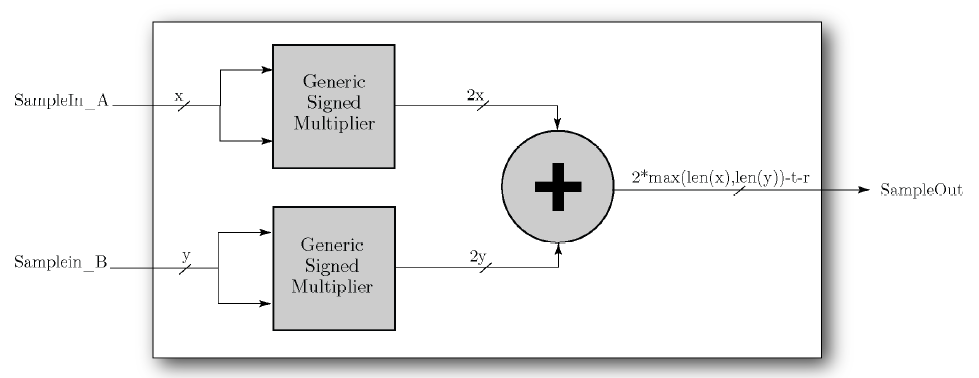 SampleIn_A
x
Generic
Signed
Multiplier
2x
+
2*max(len(x),len(y))-t-r
SampleOut
Samplein_B
y
Generic
Signed
Multiplier
2y